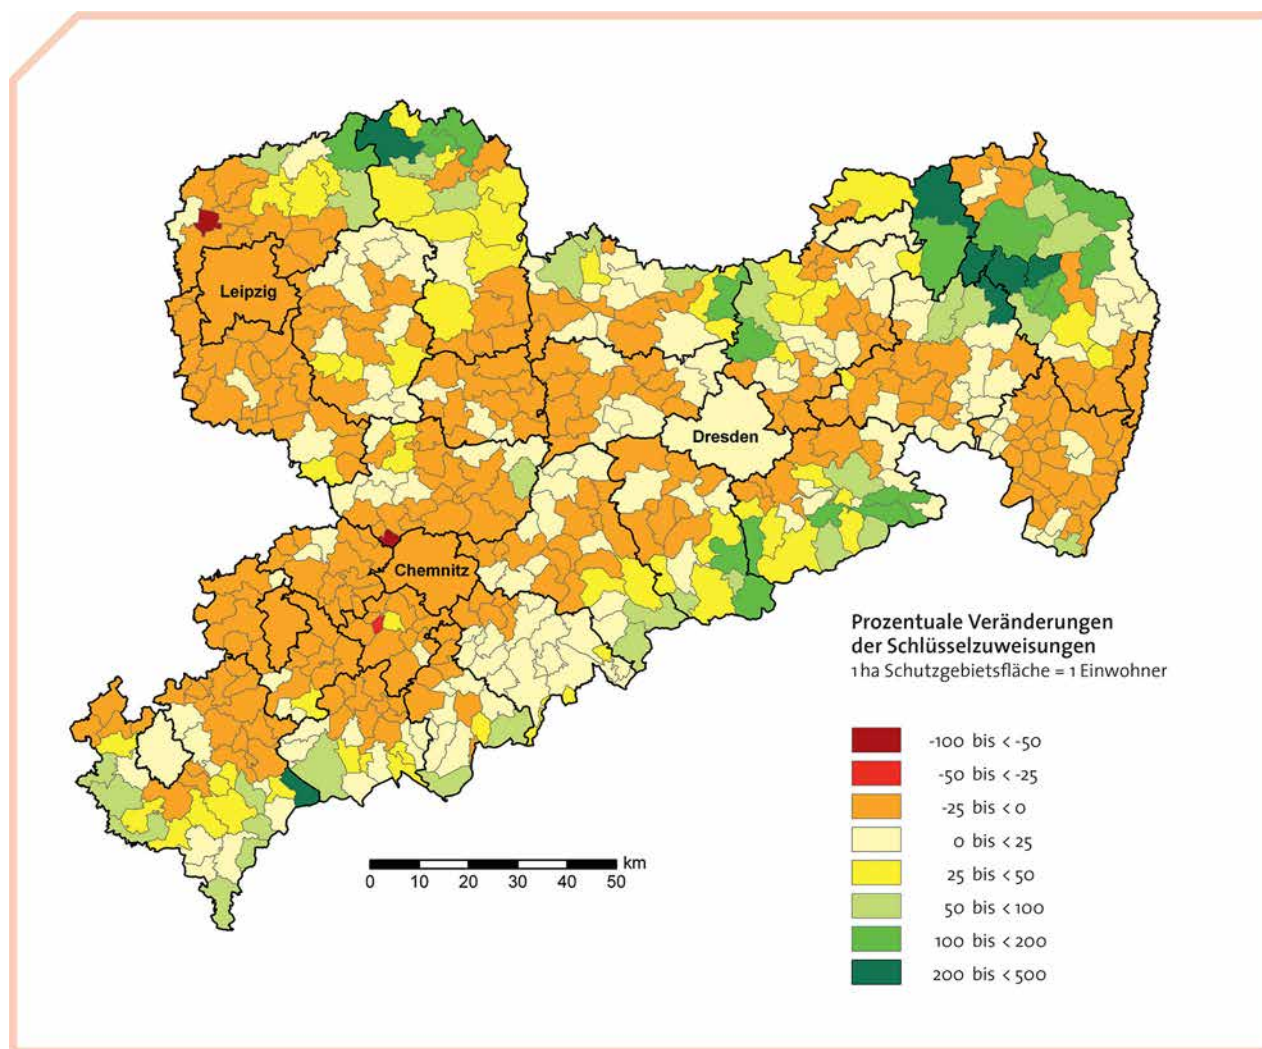 Leipzig
Dresden
Chemnitz
Prozentuale Veränderungen
der Schlüsselzuweisungen
1 ha Schutzgebietsfläche = 1 Einwohner
-100 bis < -50
-50 bis < -25
-25 bis < 0
0 bis < 25
25 bis < 50
50 bis < 100
100 bis < 200
200 bis < 500
km
0 10 20 30 40 50